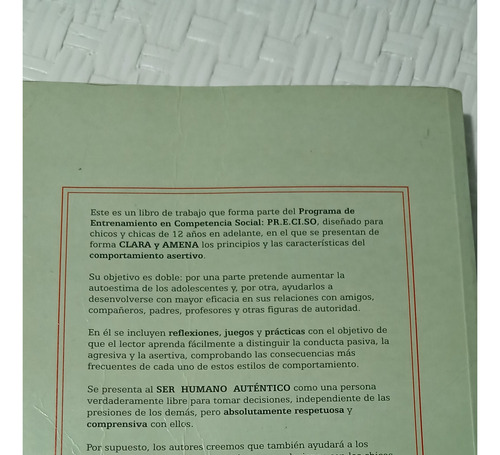 Este es un libro de trabajo que forma parte del Programa de
Entrenamiento en Competencia Social: PR.E.CI.SO, diseñado para
chicos y chicas de 12 años en adelante, en el que se presentan de
forma CLARA y AMENA los principios y las características del
comportamiento asertivo.
Su objetivo es doble: por una parte pretende aumentar la
autoestima de los adolescentes y, por otra, ayudarlos a
desenvolverse con mayor eficacia en sus relaciones con amigos,
compañeros, padres, profesores y otras figuras de autoridad.
En él se incluyen reflexiones, juegos y prácticas con el objetivo de
que el lector aprenda fácilmente a distinguir la conducta pasiva, la
agresiva y la asertiva, comprobando las consecuencias más
frecuentes de cada uno de estos estilos de comportamiento.
Se presenta al SER HUMANO AUTÉNTICO como una persona
verdaderamente libre para tomar decisiones, independiente de las
presiones de los demás, pero absolutamente respetuosa y
comprensiva con ellos.
Por supuesto, los autores creemos que también ayudará a los